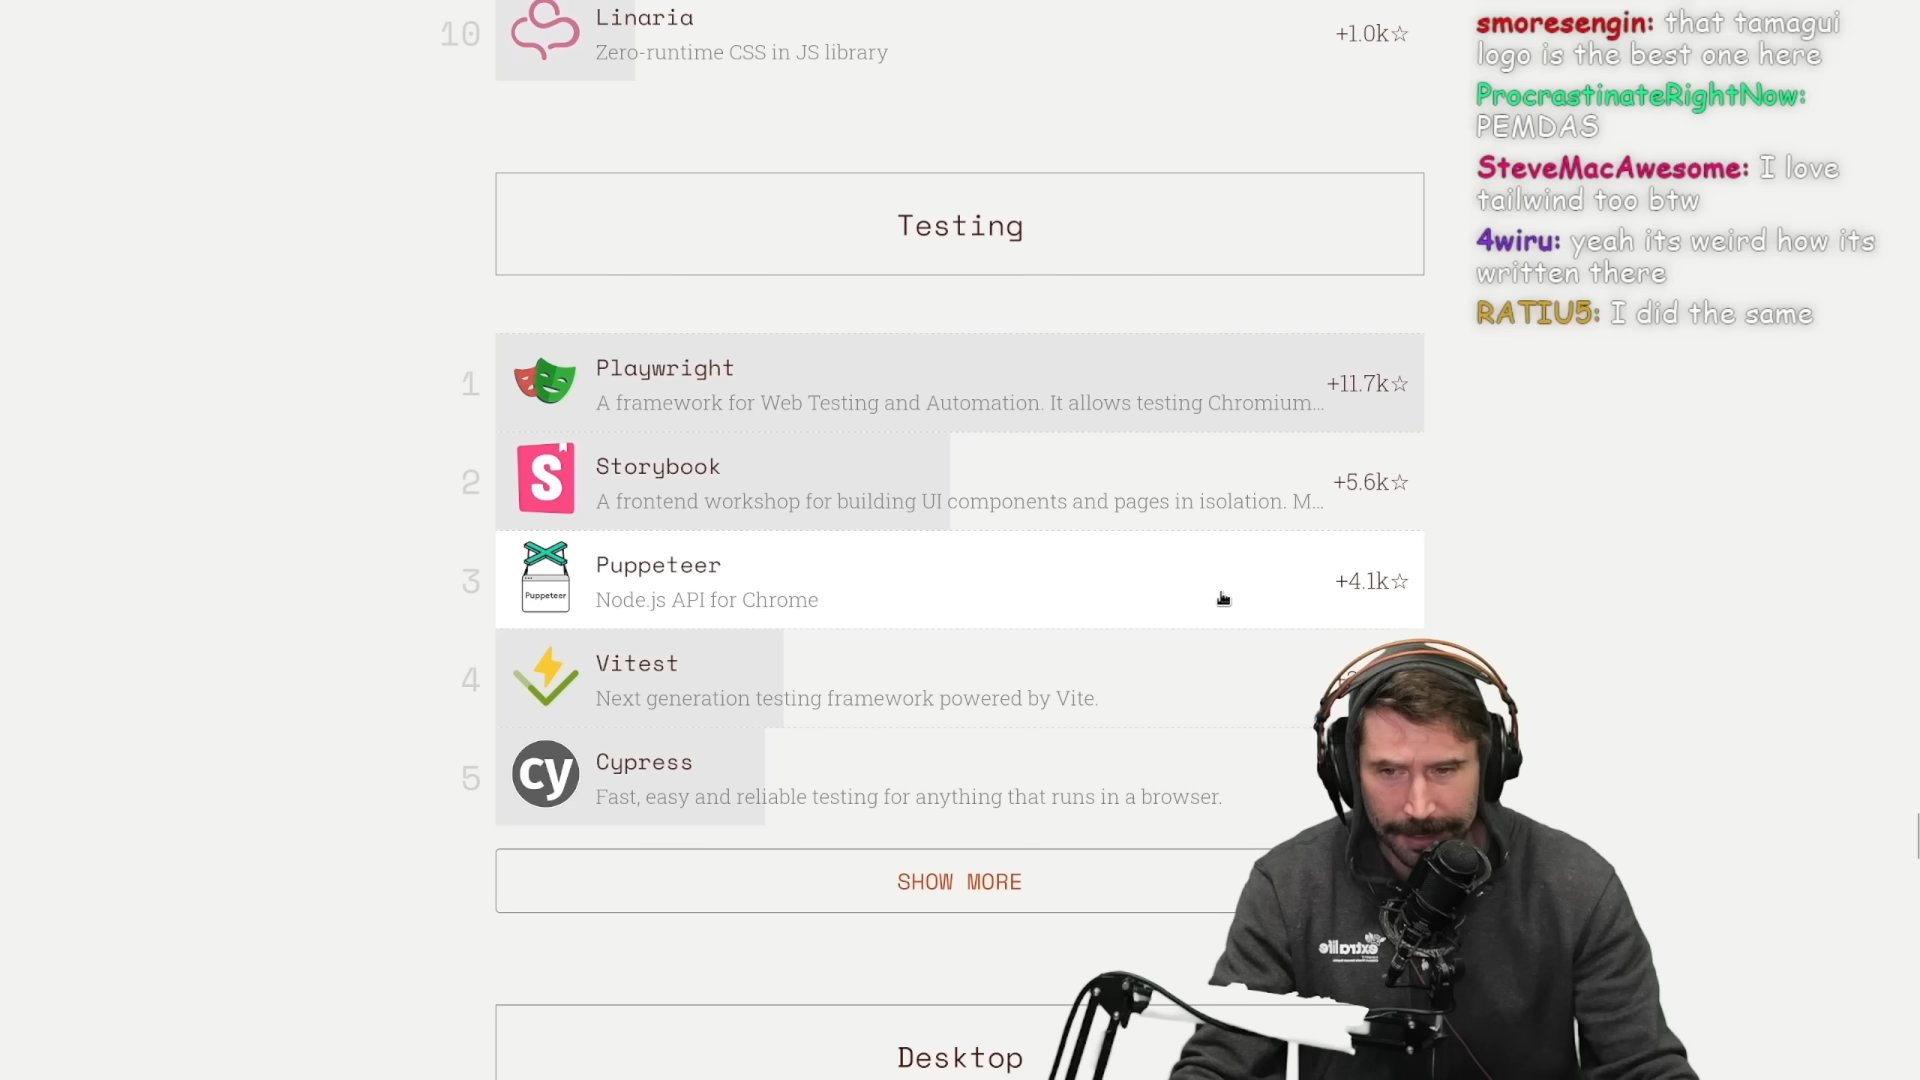 10
Linaria
Zero-runtime CSS in JS library
+1.0k☆
Testing
1
Playwright
A framework for Web Testing and Automation. It allows testing Chromium...
+11.7k☆
2
S
Storybook
A frontend workshop for building UI components and pages in isolation. M...
+5.6k☆
3
Puppeteer
Puppeteer
Node.js API for Chrome
+4.1k☆
4
Vitest
Next generation testing framework powered by Vite.
5
cy
Cypress
Fast, easy and reliable testing for anything that runs in a browser.
SHOW MORE
Desktop
smoresengin: that tamagui
logo is the best one here
ProcrastinateRightNow:
PEMDAS
SteveMacAwesome: I love
tailwind too btw
4wiru: yeah its weird how its
written there
RATIU5: I did the same
extralife